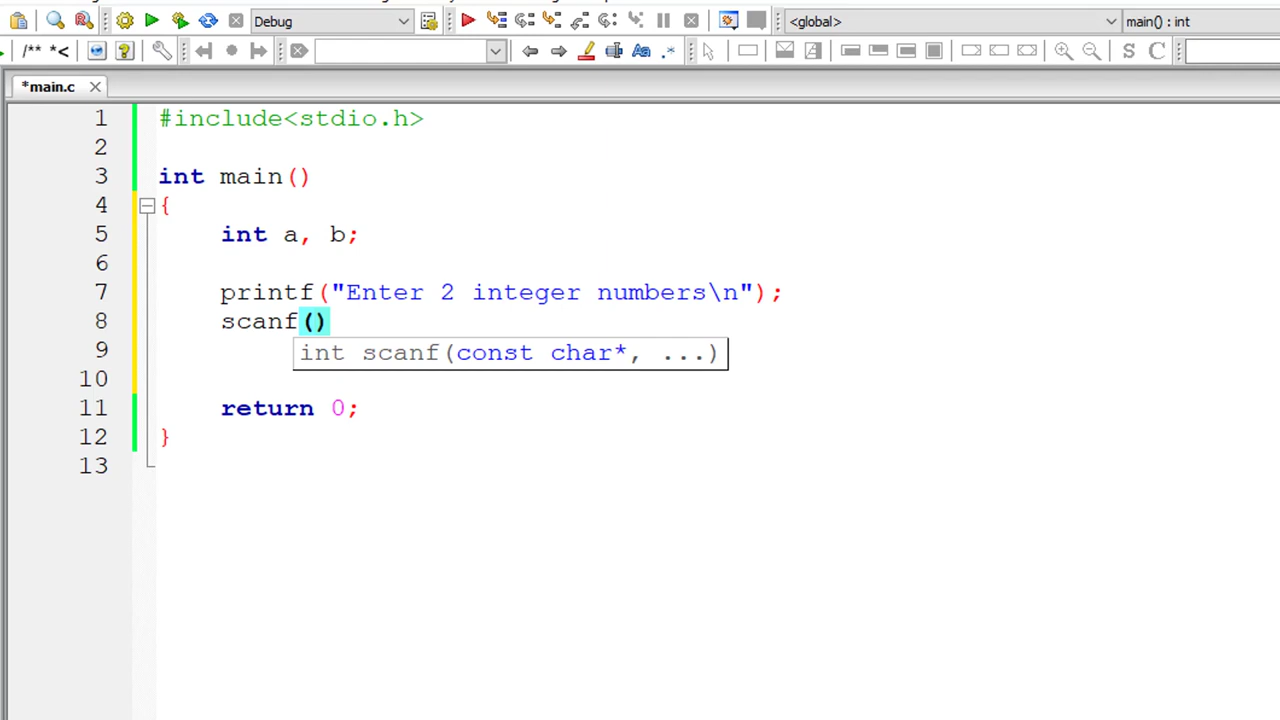 Debug <global> main() : int
/** *<
*main.c
1 #include<stdio.h>
2
3 int main()
4 {
5 int a, b;
6
7 printf("Enter 2 integer numbers\n");
8 scanf()
9 int scanf(const char*, ...)
10
11 return 0;
12 }
13